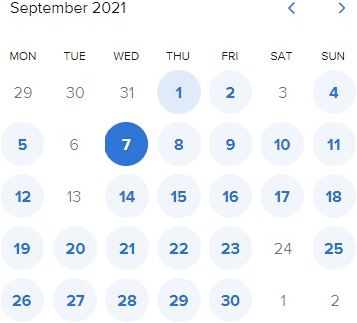 September 2021
MON TUE WED THU FRI SAT SUN
29 30 31 1 2 3 4
5 6 7 8 9 10 11
12 13 14 15 16 17 18
19 20 21 22 23 24 25
26 27 28 29 30 1 2